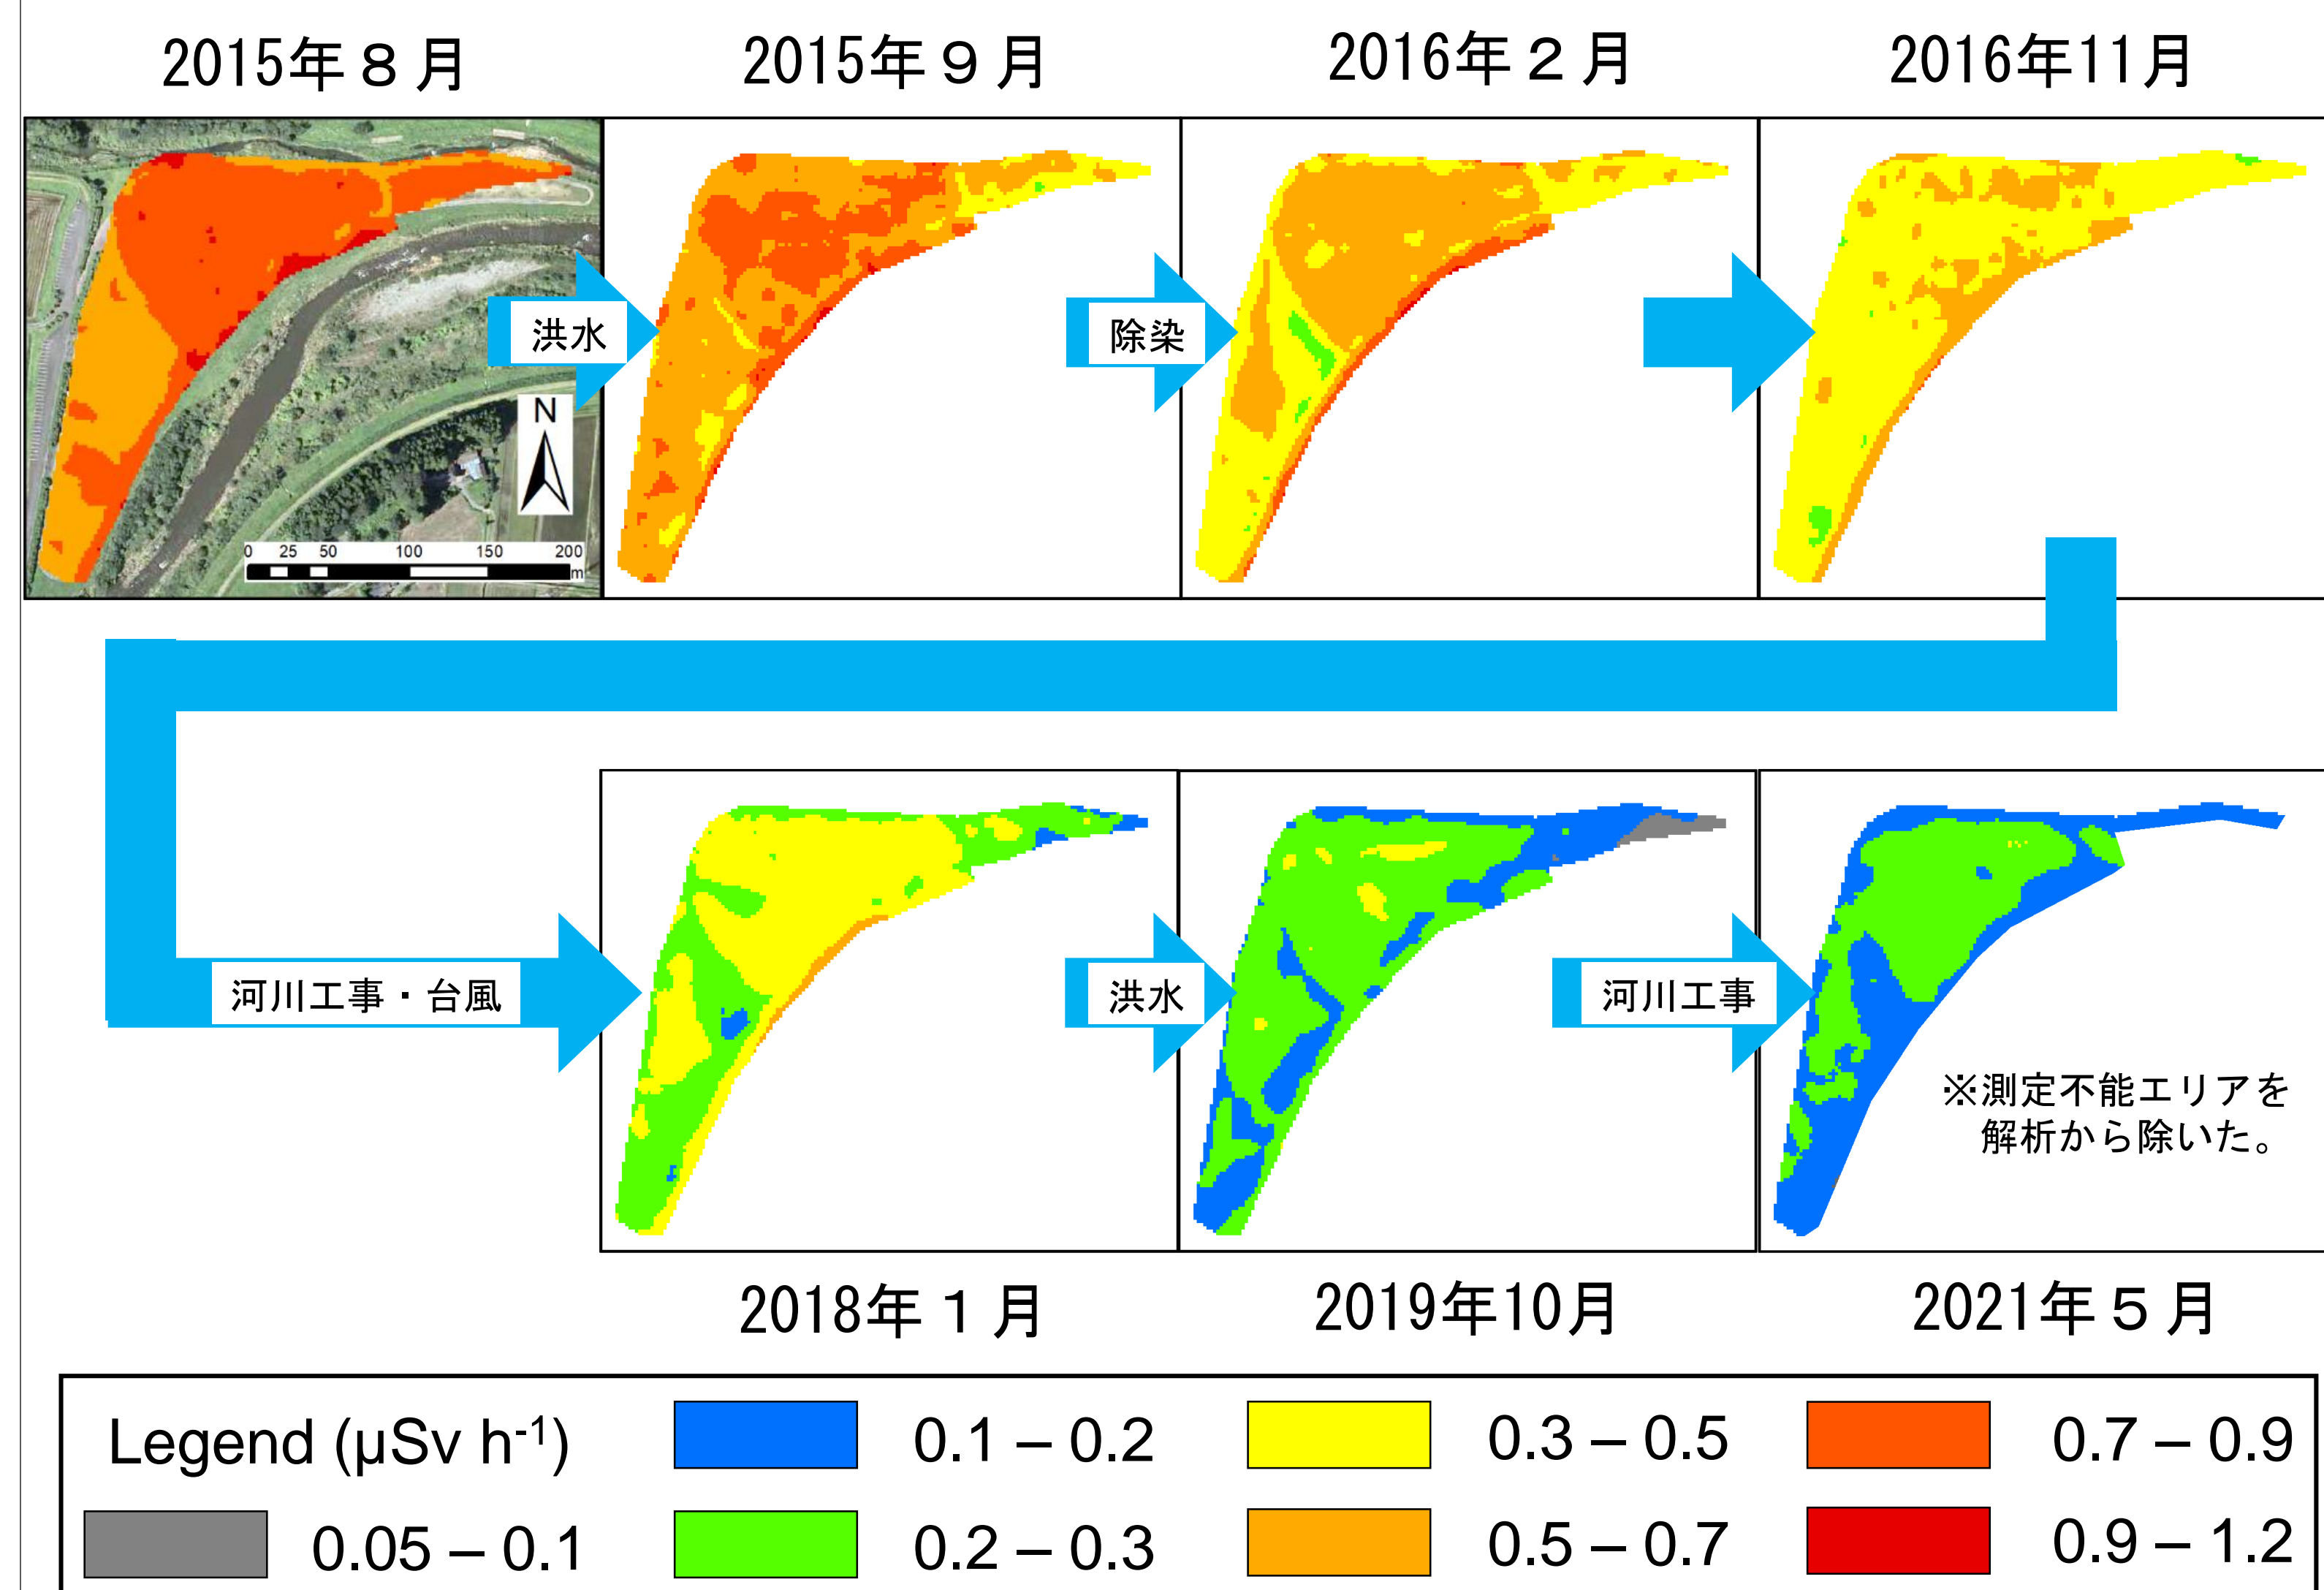 2015年８月
2015年９月
2016年２月
2016年11月
洪水
除染
N
0 25 50 100 150 200
m
河川工事・台風
洪水
河川工事
※測定不能エリアを
解析から除いた。
2018年１月
2019年10月
2021年５月
Legend (μSv h-1)
0.1 – 0.2
0.3 – 0.5
0.7 – 0.9
0.05 – 0.1
0.2 – 0.3
0.5 – 0.7
0.9 – 1.2